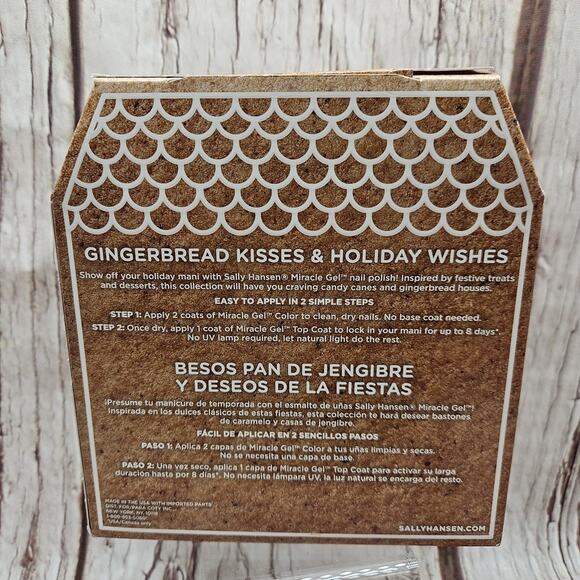 GINGERBREAD KISSES & HOLIDAY WISHES
Show off your holiday mani with Sally Hansen® Miracle Gel™ nail polish! Inspired by festive treats
and desserts, this collection will have you craving candy canes and gingerbread houses.
EASY TO APPLY IN 2 SIMPLE STEPS
STEP 1: Apply 2 coats of Miracle Gel™ Color to clean, dry nails. No base coat needed.
STEP 2: Once dry, apply 1 coat of Miracle Gel™ Top Coat to lock in your mani for up to 8 days*.
No UV lamp required, let natural light do the rest.
BESOS PAN DE JENGIBRE
Y DESEOS DE LA FIESTAS
¡Presume tu manicure de temporada con el esmalte de uñas Sally Hansen® Miracle Gel™!
Inspirada en los dulces clásicos de estas fiestas, esta colección te hará desear bastones
de caramelo y casas de jengibre.
FÁCIL DE APLICAR EN 2 SENCILLOS PASOS
PASO 1: Aplica 2 capas de Miracle Gel™ Color a tus uñas limpias y secas.
No se necesita una capa de base.
PASO 2: Una vez seco, aplica 1 capa de Miracle Gel™ Top Coat para activar su larga
duración hasta por 8 días*. No necesita lámpara UV, la luz natural se encarga del resto.
MADE IN THE USA WITH IMPORTED PARTS
DIST. FOR/PARA COTY INC.,
NEW YORK, NY, 10118
*USA/Canada only
SALLYHANSEN.COM